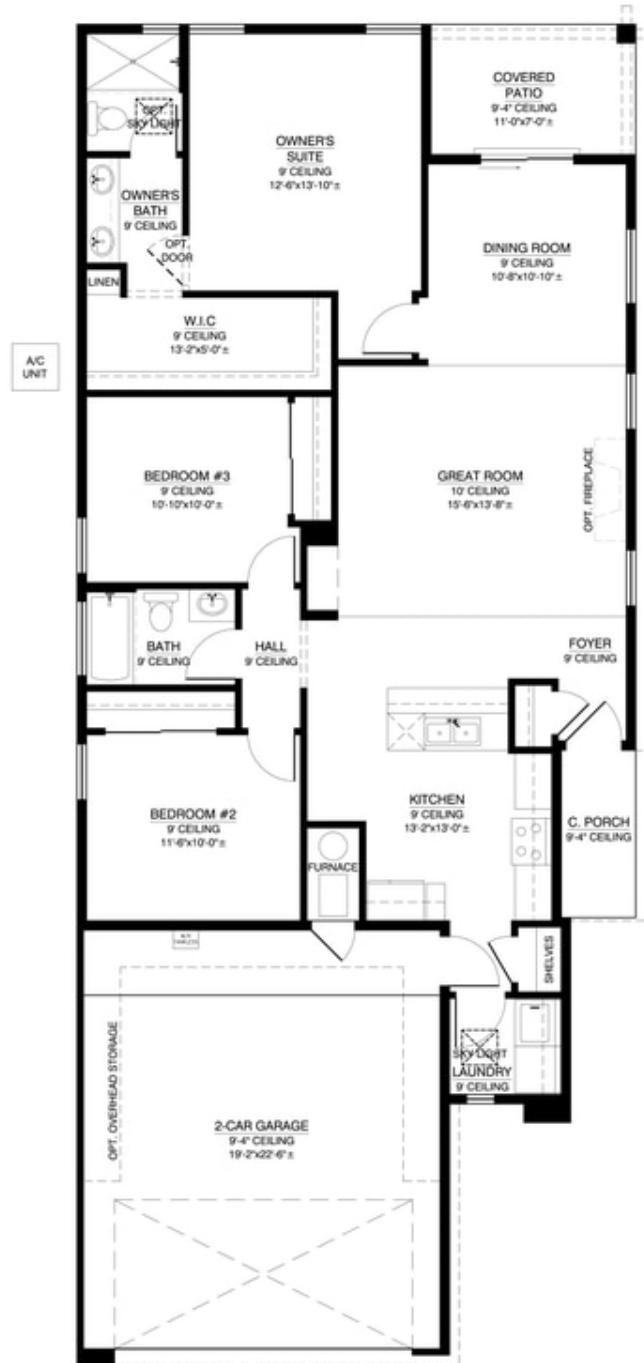 COVERED
PATIO
9'-4" CEILING
11'-0"x7'-0"±
OPT.
SKY LIGHT
OWNER'S
SUITE
9' CEILING
12'-6"x13'-10"±
OWNER'S
BATH
9' CEILING
OPT.
DOOR
DINING ROOM
9' CEILING
10'-8"x10'-10"±
LINEN
W.I.C
9' CEILING
13'-2"x5'-0"±
A/C
UNIT
BEDROOM #3
9' CEILING
10'-10"x10'-0"±
GREAT ROOM
10' CEILING
15'-6"x13'-8"±
OPT. FIREPLACE
BATH
9' CEILING
HALL
9' CEILING
FOYER
9' CEILING
KITCHEN
9' CEILING
13'-2"x13'-0"±
BEDROOM #2
9' CEILING
11'-6"x10'-0"±
C. PORCH
9'-4" CEILING
FURNACE
SHELVES
SKY LIGHT
LAUNDRY
9' CEILING
OPT. OVERHEAD STORAGE
2-CAR GARAGE
9'-4" CEILING
19'-2"x22'-6"±